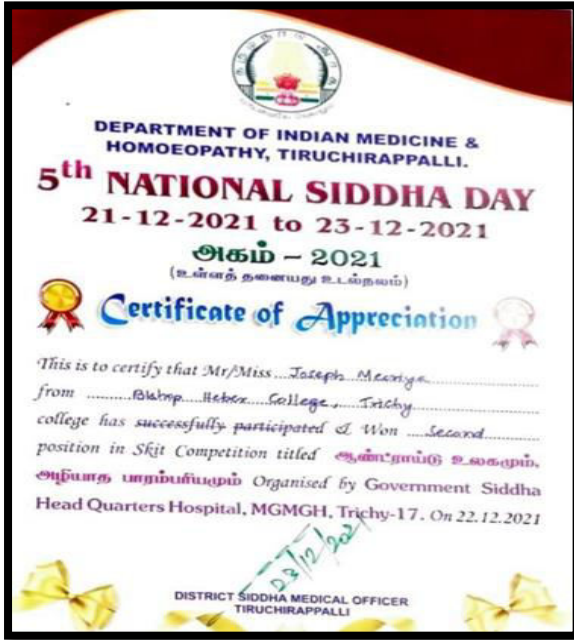 DEPARTMENT OF INDIAN MEDICINE &
HOMOEOPATHY, TIRUCHIRAPPALLI.
5th NATIONAL SIDDHA DAY
21-12-2021 to 23-12-2021
அகம் – 2021
(உள்ளத் தனையது உடல்நலம்)
Certificate of Appreciation
This is to certify that Mr/Miss....Joseph
from .........Bishop Heber College, Trichy
college has successfully participated & Won ....Second
position in Skit Competition titled ஆண்ட்ராய்டு உலகமும்,
அழியாத பாரம்பரியமும் Organised by Government Siddha
Head Quarters Hospital, MGMGH, Trichy-17. On 22.12.2021
23/12/2021
DISTRICT SIDDHA MEDICAL OFFICER
TIRUCHIRAPPALLI